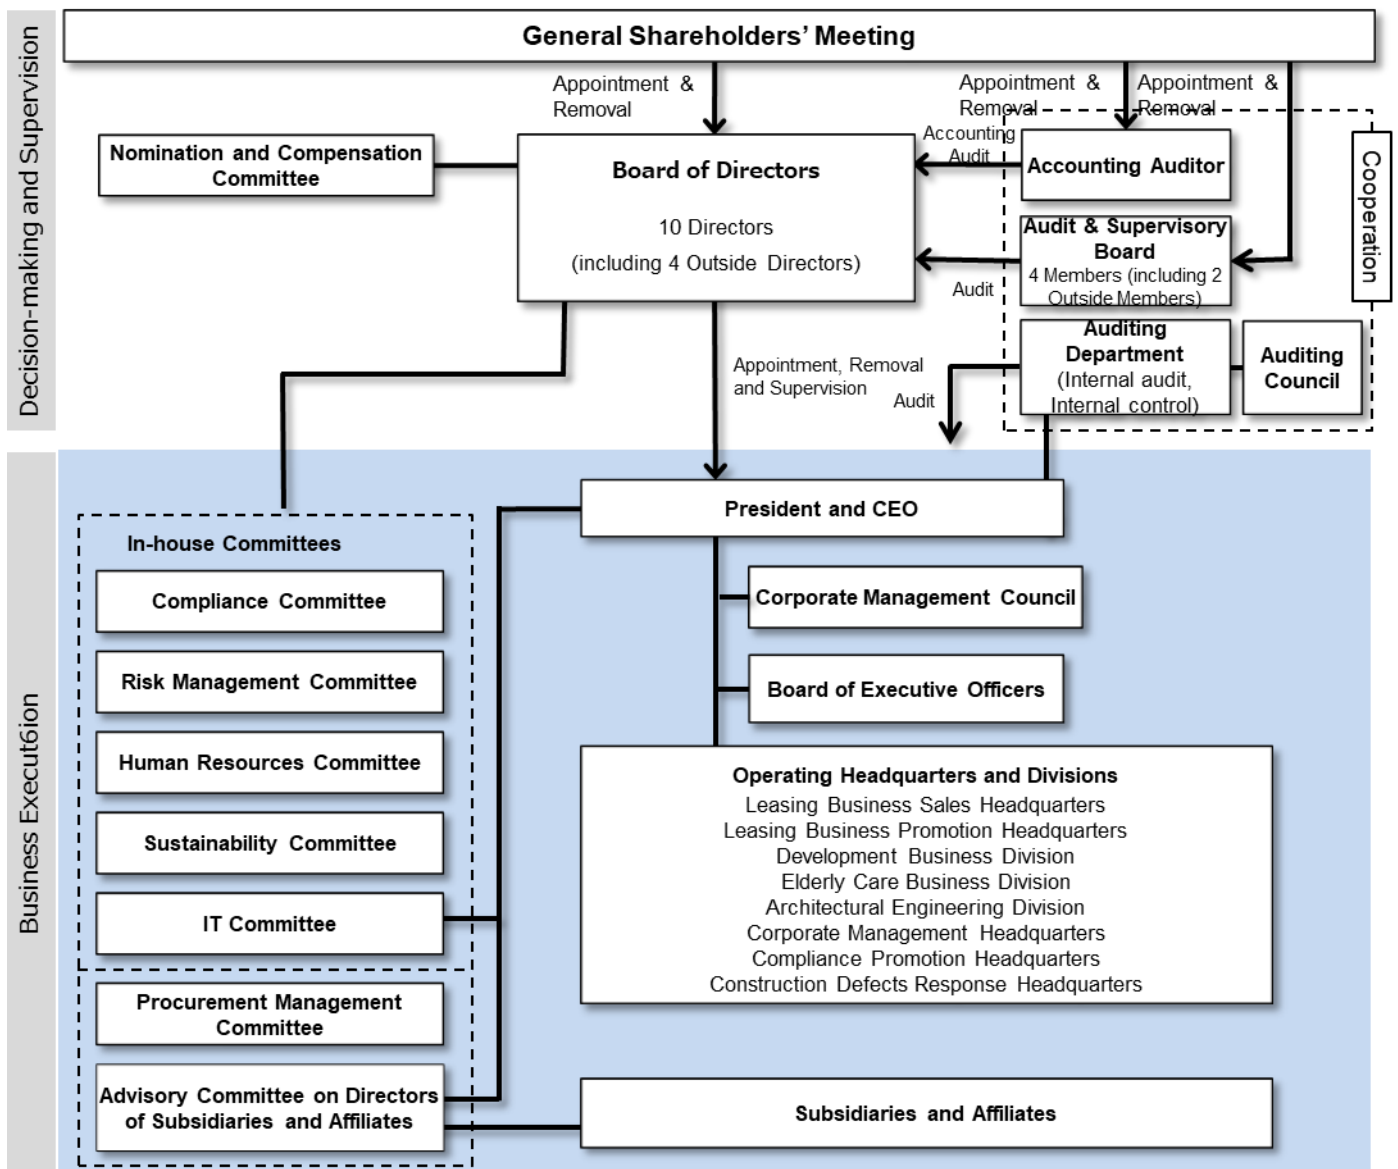 General Shareholders' Meeting
Decision-making and Supervision
Appointment &
Removal
Appointment &
Removal
Appointment &
Removal
Nomination and Compensation
Committee
Board of Directors
10 Directors
(including 4 Outside Directors)
Accounting
Audit
Accounting Auditor
Cooperation
Audit & Supervisory
Board
4 Members (including 2
Outside Members)
Audit
Auditing
Department
(Internal audit,
Internal control)
Auditing
Council
Appointment, Removal
and Supervision
Audit
Business Execut6ion
President and CEO
In-house Committees
Compliance Committee
Risk Management Committee
Human Resources Committee
Sustainability Committee
IT Committee
Procurement Management
Committee
Advisory Committee on Directors
of Subsidiaries and Affiliates
Corporate Management Council
Board of Executive Officers
Operating Headquarters and Divisions
Leasing Business Sales Headquarters
Leasing Business Promotion Headquarters
Development Business Division
Elderly Care Business Division
Architectural Engineering Division
Corporate Management Headquarters
Compliance Promotion Headquarters
Construction Defects Response Headquarters
Subsidiaries and Affiliates